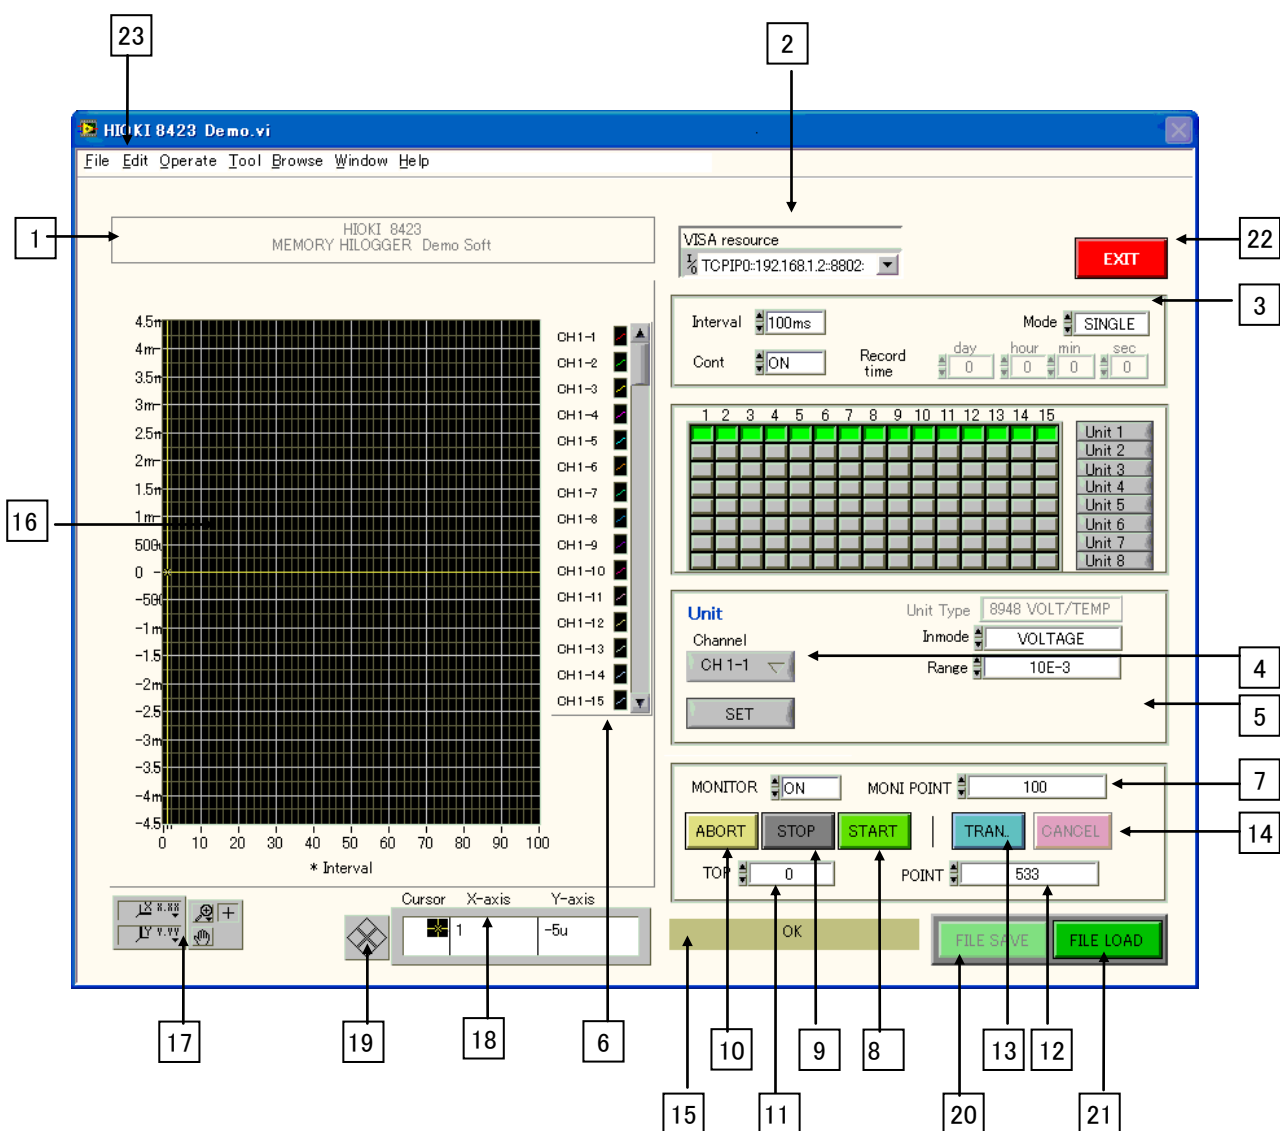 23
2
HIOKI 8423 Demo.vi
File Edit Operate Tool Browse Window Help
1
HIOKI 8423
MEMORY HILOGGER Demo Soft
VISA resource
TCPIP0::192.168.1.2::8802:
EXIT
22
3
Interval 100ms
Mode SINGLE
Cont ON
Record time
day hour min sec
0 0 0 0
4.5m
4m
3.5m
3m
2.5m
2m
1.5m
1m
500u
0
-500u
-1m
-1.5
-2m
-2.5
-3m
-3.5
-4m
-4.5
0 10 20 30 40 50 60 70 80 90 100
* Interval
16
CH1-1
CH1-2
CH1-3
CH1-4
CH1-5
CH1-6
CH1-7
CH1-8
CH1-9
CH1-10
CH1-11
CH1-12
CH1-13
CH1-14
CH1-15
1 2 3 4 5 6 7 8 9 10 11 12 13 14 15
Unit 1
Unit 2
Unit 3
Unit 4
Unit 5
Unit 6
Unit 7
Unit 8
Unit
Unit Type 8948 VOLT/TEMP
Channel
Inmode VOLTAGE
CH 1-1
Range 10E-3
SET
4
5
MONITOR ON
MONI POINT 100
7
ABORT STOP START TRAN. CANCEL
14
TOP 0
POINT 533
Cursor X-axis Y-axis
1 -5u
X X.XX
Y Y.YY
OK
FILE SAVE FILE LOAD
17
19
18
6
10
9
8
13
12
15
11
20
21